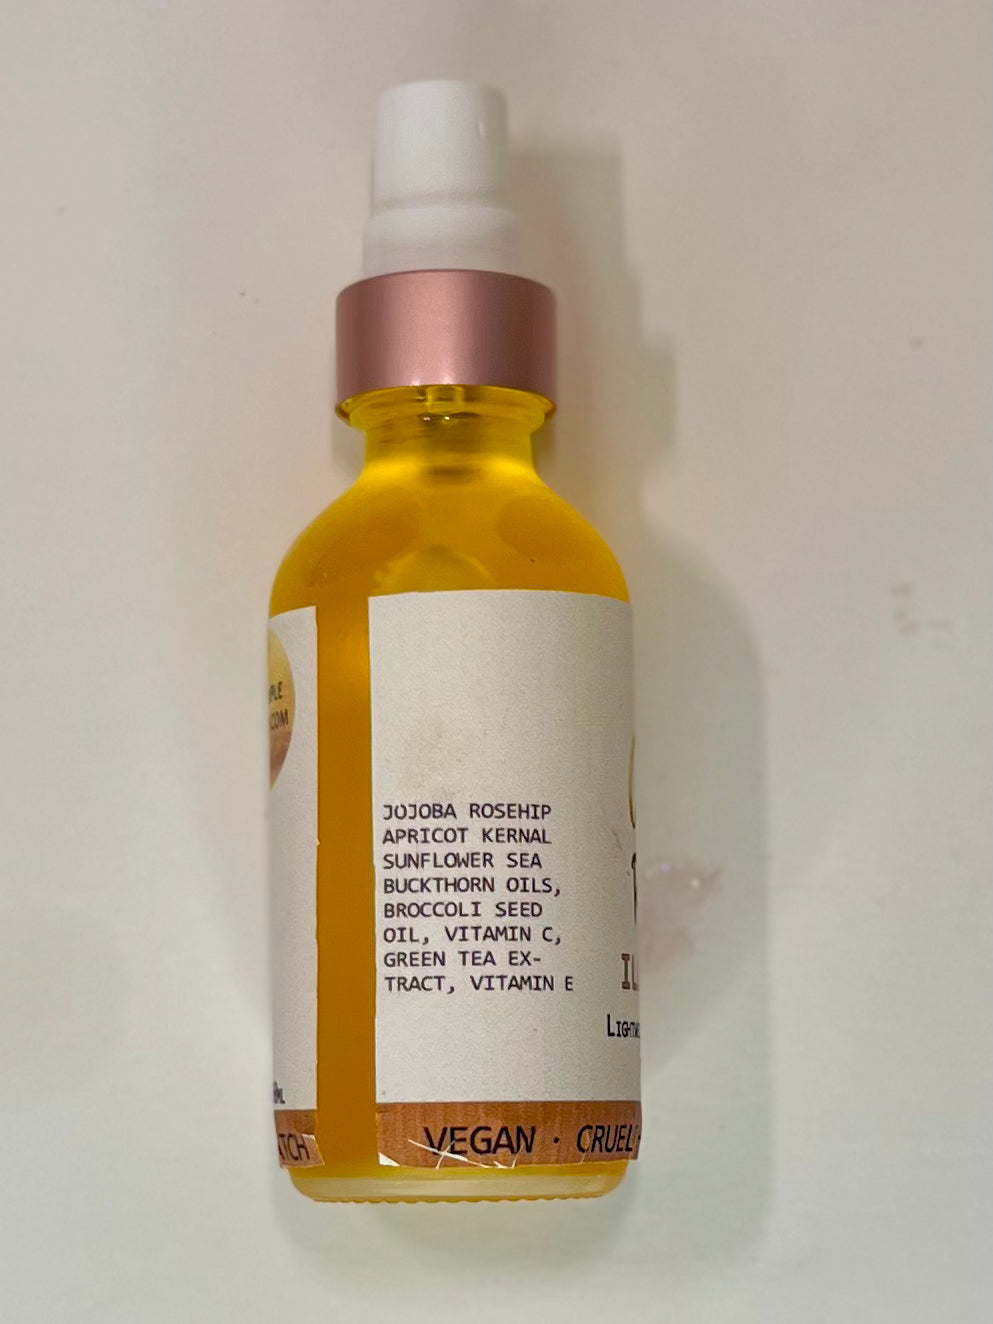 JOJOBA ROSEHIP
APRICOT KERNAL
SUNFLOWER SEA
BUCKTHORN OILS,
BROCCOLI SEED
OIL, VITAMIN C,
GREEN TEA EX-
TRACT, VITAMIN E
VEGAN ·